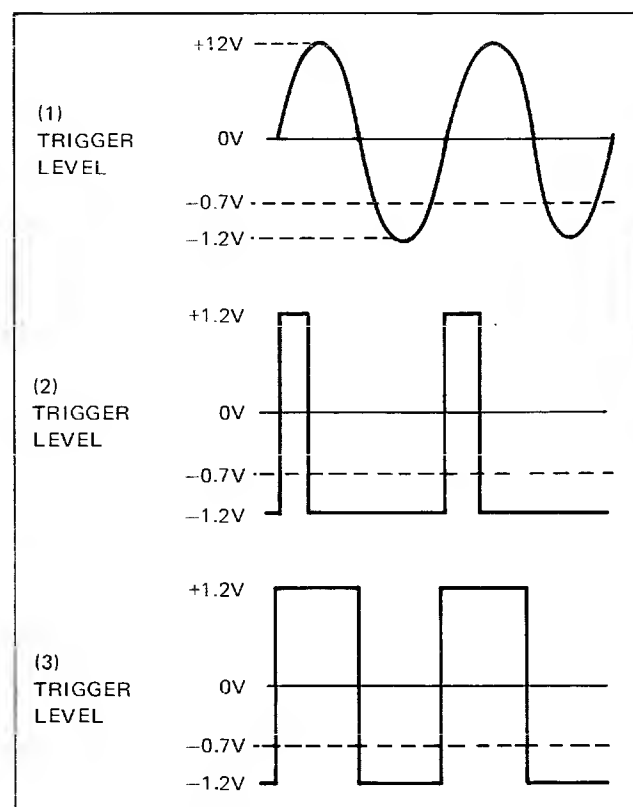 +12V
(1)
TRIGGER
LEVEL
0V
−0.7V
−1.2V
+1.2V
(2)
TRIGGER
LEVEL
0V
−0.7V
−1.2V
+1.2V
(3)
TRIGGER
LEVEL
0V
−0.7V
−1.2V